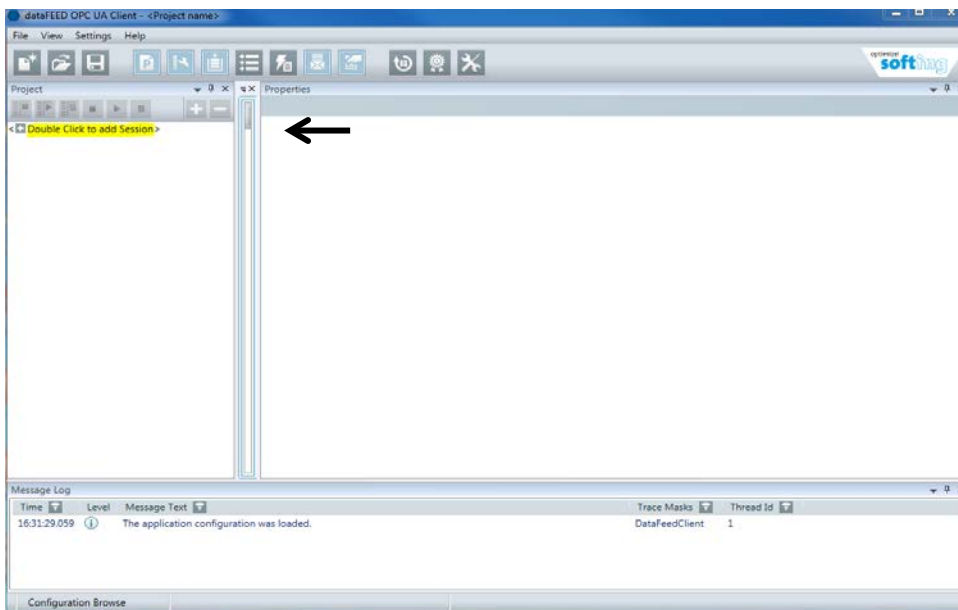 dataFEED OPC UA Client - <Project name>
File View Settings Help
optimize!
softing
Project
Properties
<Double Click to add Session>
Message Log
Time Level Message Text Trace Masks Thread Id
16:31:29.059 The application configuration was loaded. DataFeedClient 1
Configuration Browse